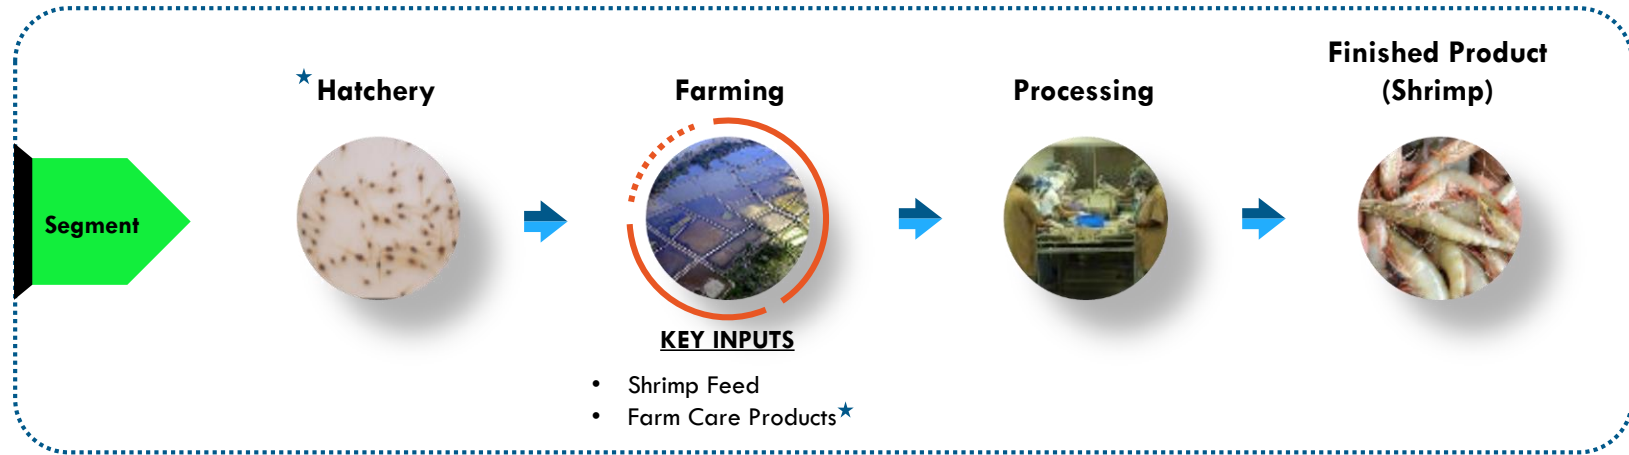 Finished Product
(Shrimp)
★ Hatchery
Farming
Processing
Segment
KEY INPUTS
• Shrimp Feed
• Farm Care Products★